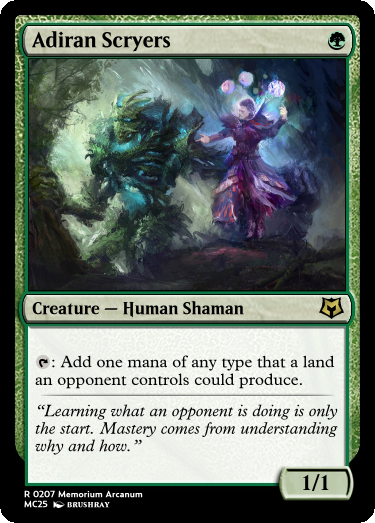 Adiran Scryers
Creature — Human Shaman
: Add one mana of any type that a land
an opponent controls could produce.
“Learning what an opponent is doing is only
the start. Mastery comes from understanding
why and how.”
1/1
R 0207 Memorium Arcanum
MC25 BRUSHRAY